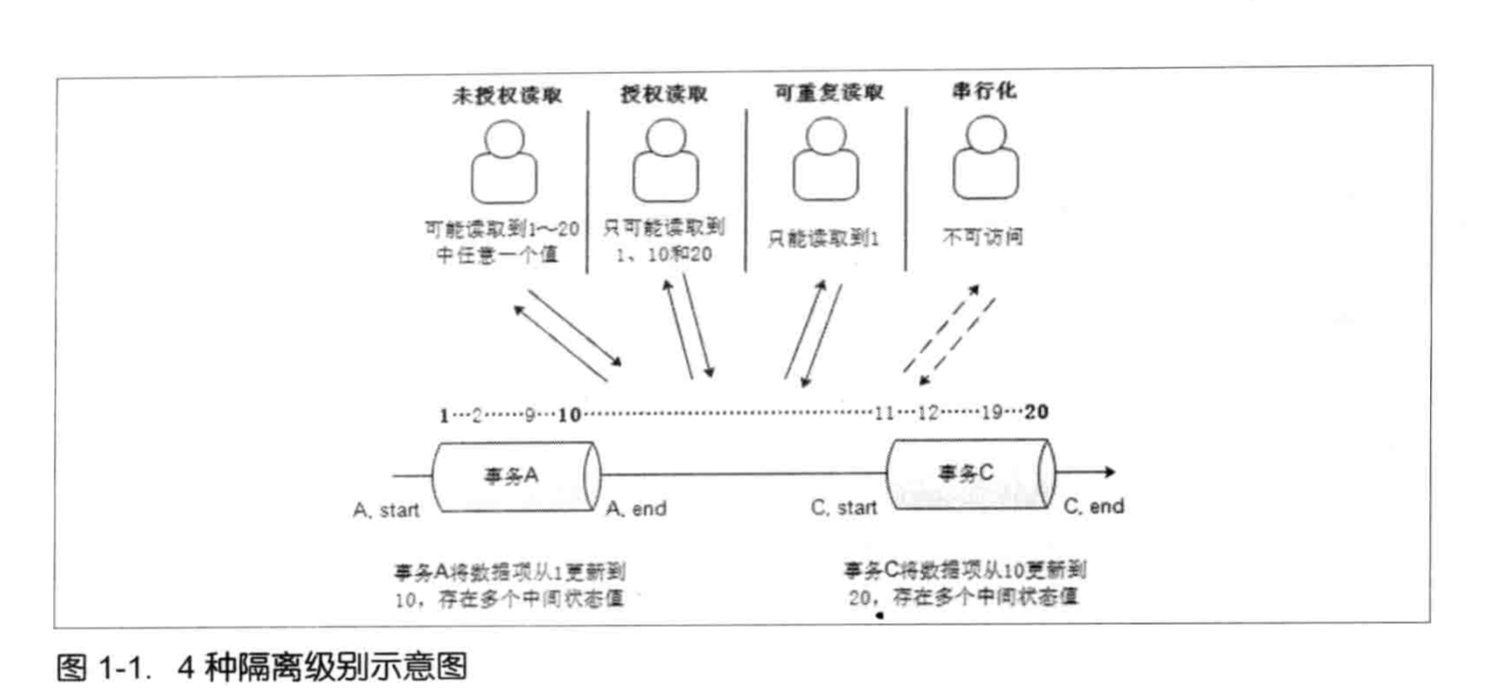 未授权读取
授权读取
可重复读取
串行化
可能读取到1～20
中任意一个值
只可能读取到
1、10和20
只能读取到1
不可访问
1…2……9…10……………………………………11…12……19…20
事务A
事务C
A, start
A, end
C, start
C, end
事务A将数据项从1更新到
10，存在多个中间状态值
事务C将数据项从10更新到
20，存在多个中间状态值
图 1-1. 4 种隔离级别示意图